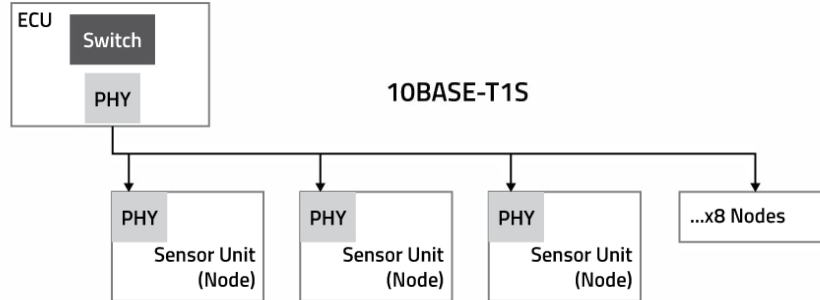 ECU
Switch
PHY
10BASE-T1S
PHY
Sensor Unit
(Node)
PHY
Sensor Unit
(Node)
PHY
Sensor Unit
(Node)
...x8 Nodes